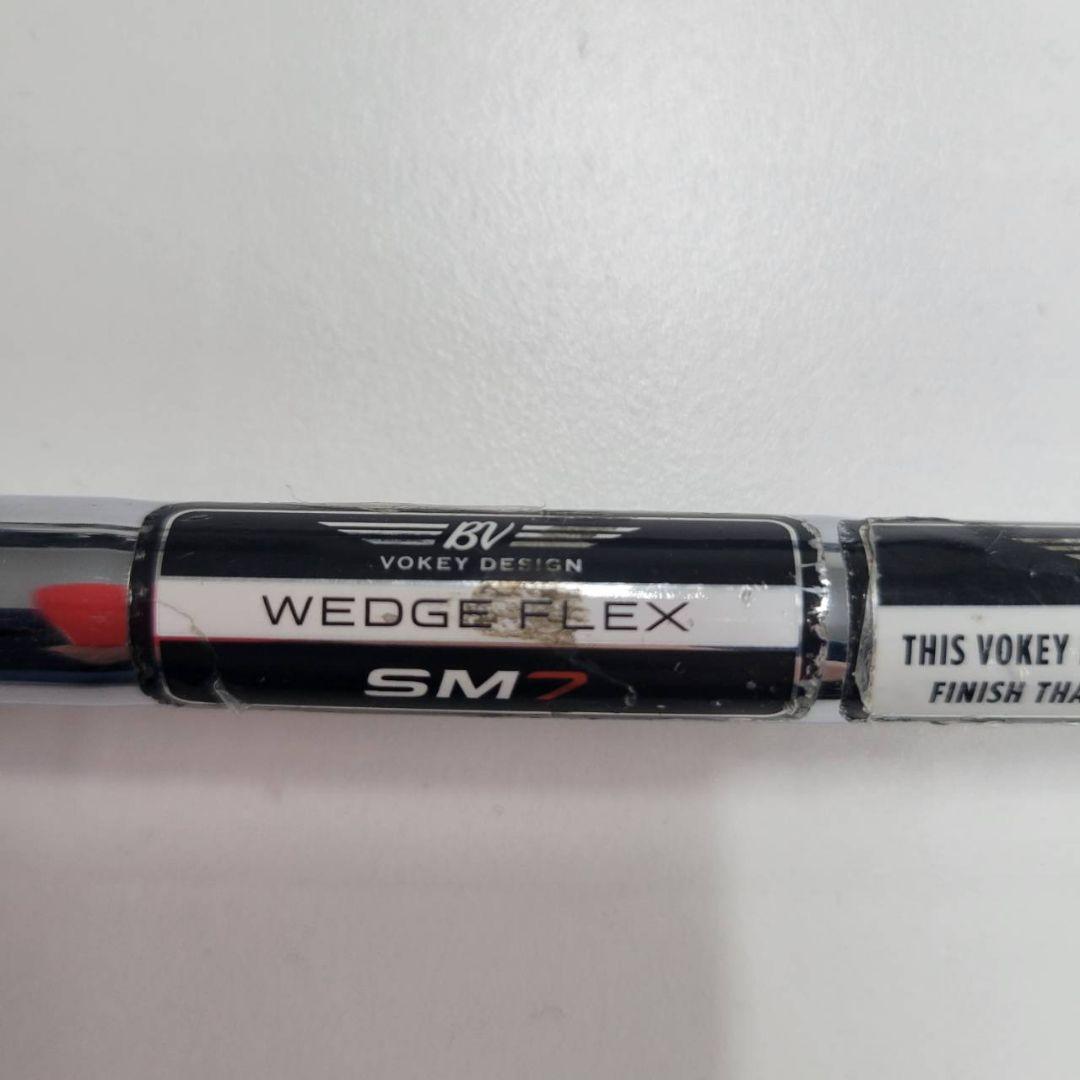 BV
VOKEY DESIGN
WEDGE FLEX
SM7
THIS VOKEY
FINISH THA